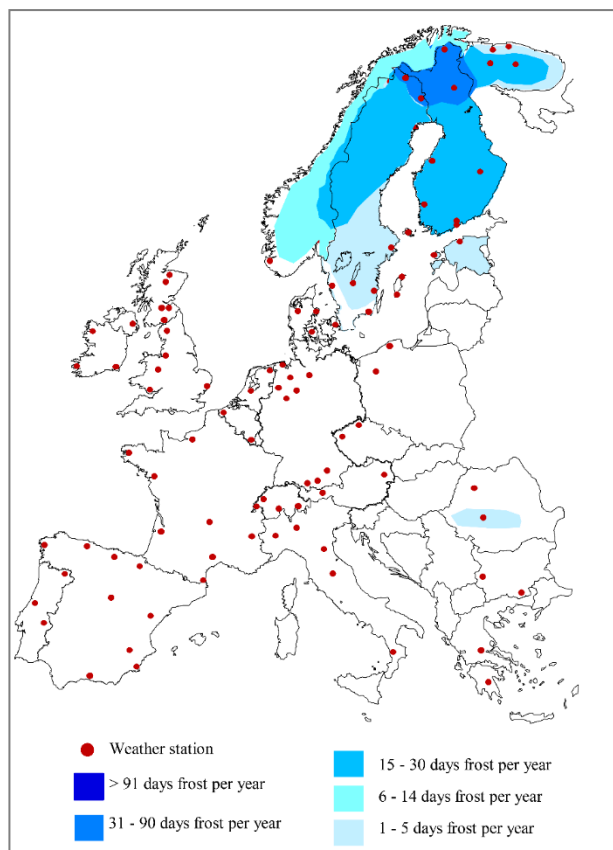 Weather station
> 91 days frost per year
31 - 90 days frost per year
15 - 30 days frost per year
6 - 14 days frost per year
1 - 5 days frost per year